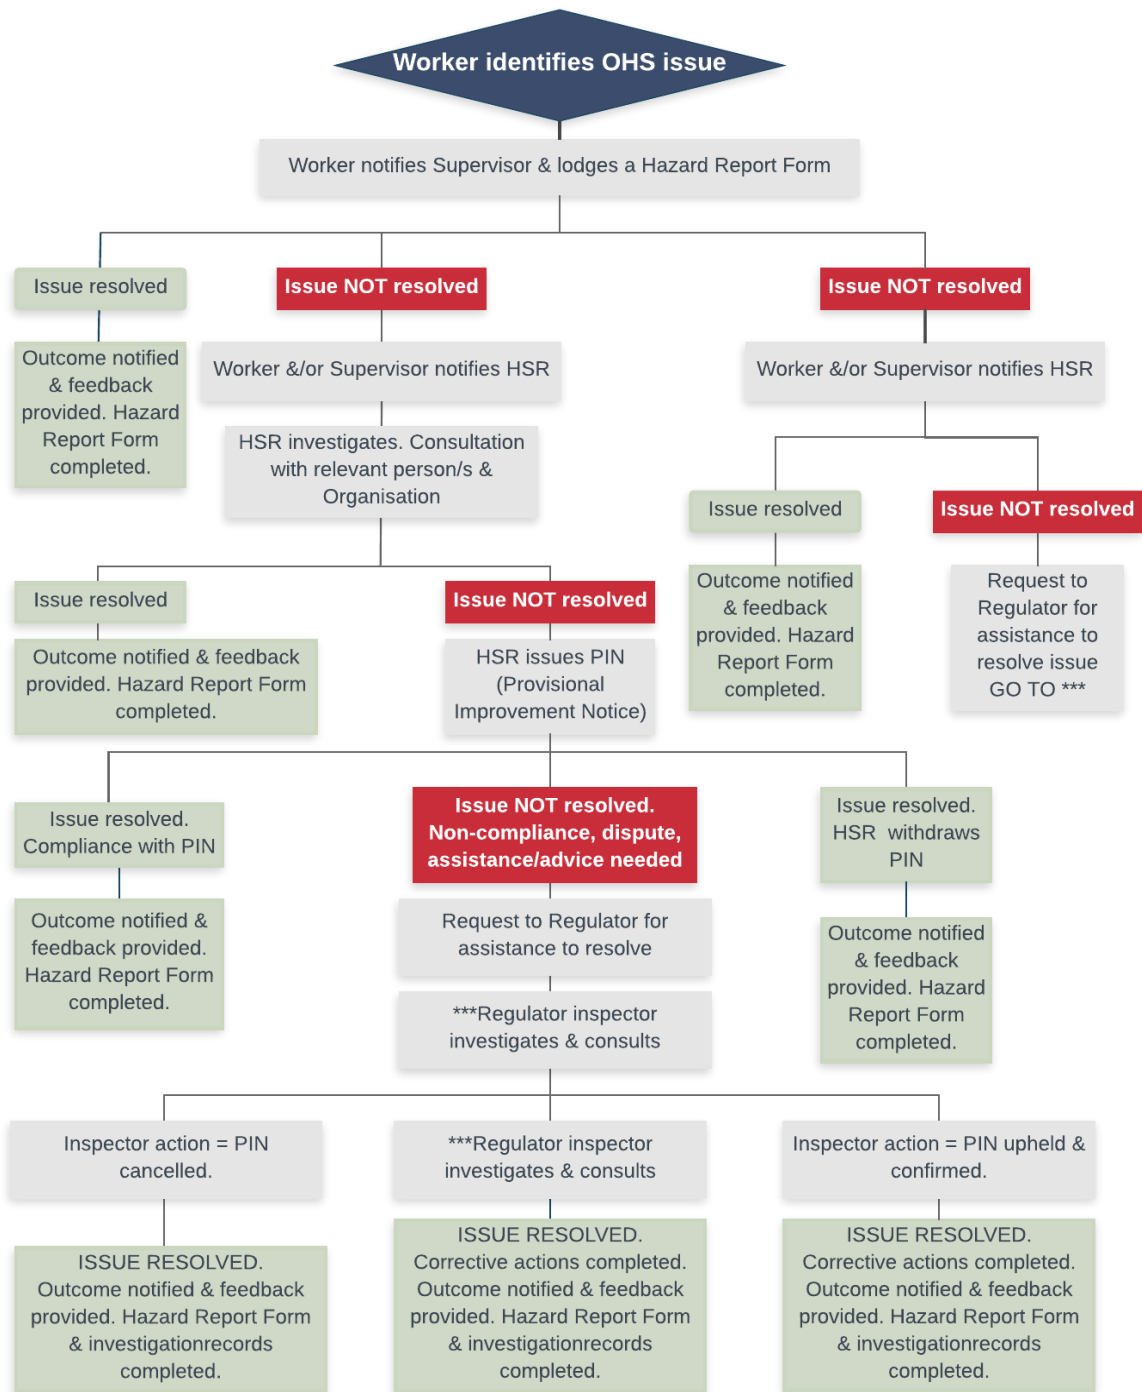 Worker identifies OHS issue
Worker notifies Supervisor & lodges a Hazard Report Form
Issue resolved
Issue NOT resolved
Issue NOT resolved
Outcome notified
& feedback
provided. Hazard
Report Form
completed.
Worker &/or Supervisor notifies HSR
Worker &/or Supervisor notifies HSR
HSR investigates. Consultation
with relevant person/s &
Organisation
Issue resolved
Issue NOT resolved
Outcome notified
& feedback
provided. Hazard
Report Form
completed.
Request to
Regulator for
assistance to
resolve issue
GO TO ***
Issue resolved
Issue NOT resolved
Outcome notified & feedback
provided. Hazard Report Form
completed.
HSR issues PIN
(Provisional
Improvement Notice)
Issue resolved.
Compliance with PIN
Issue NOT resolved.
Non-compliance, dispute,
assistance/advice needed
Issue resolved.
HSR  withdraws
PIN
Outcome notified &
feedback provided.
Hazard Report Form
completed.
Request to Regulator for
assistance to resolve
Outcome notified
& feedback
provided. Hazard
Report Form
completed.
***Regulator inspector
investigates & consults
Inspector action = PIN
cancelled.
***Regulator inspector
investigates & consults
Inspector action = PIN upheld &
confirmed.
ISSUE RESOLVED.
Outcome notified & feedback
provided. Hazard Report Form
& investigationrecords
completed.
ISSUE RESOLVED.
Corrective actions completed.
Outcome notified & feedback
provided. Hazard Report Form
& investigationrecords
completed.
ISSUE RESOLVED.
Corrective actions completed.
Outcome notified & feedback
provided. Hazard Report Form
& investigationrecords
completed.